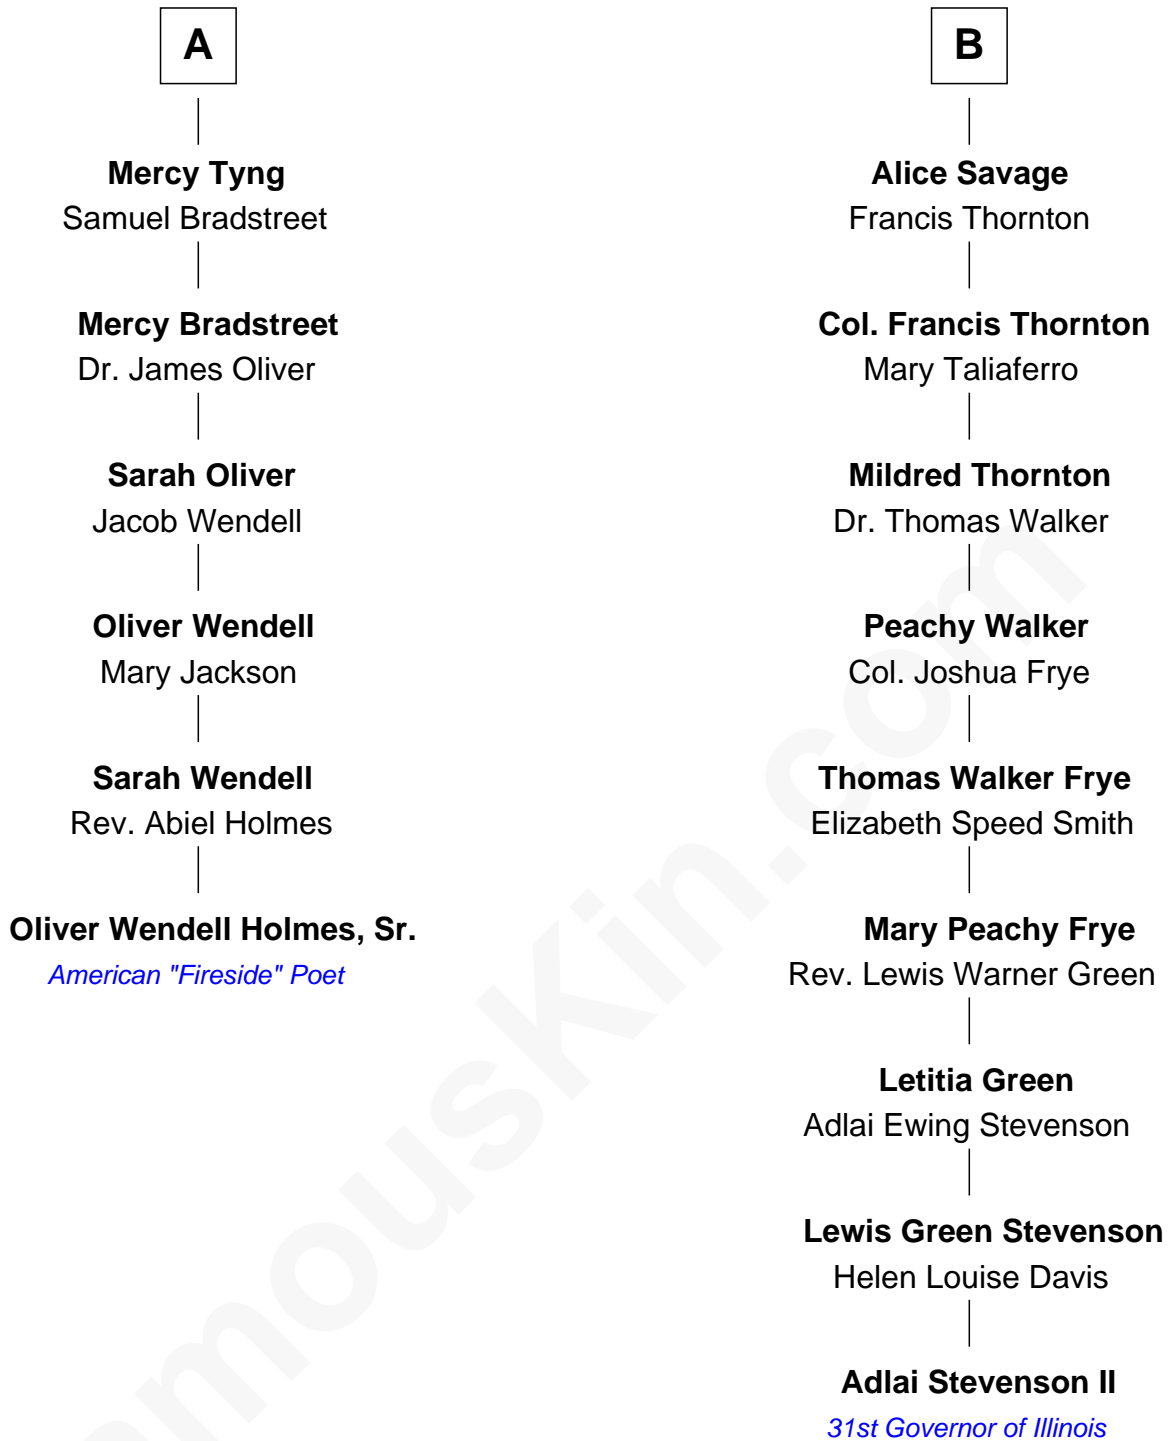 A
Mercy Tyng
Samuel Bradstreet
Mercy Bradstreet
Dr. James Oliver
Sarah Oliver
Jacob Wendell
Oliver Wendell
Mary Jackson
Sarah Wendell
Rev. Abiel Holmes
Oliver Wendell Holmes, Sr.
American "Fireside" Poet
B
Alice Savage
Francis Thornton
Col. Francis Thornton
Mary Taliaferro
Mildred Thornton
Dr. Thomas Walker
Peachy Walker
Col. Joshua Frye
Thomas Walker Frye
Elizabeth Speed Smith
Mary Peachy Frye
Rev. Lewis Warner Green
Letitia Green
Adlai Ewing Stevenson
Lewis Green Stevenson
Helen Louise Davis
Adlai Stevenson II
31st Governor of Illinois
amousKin.com